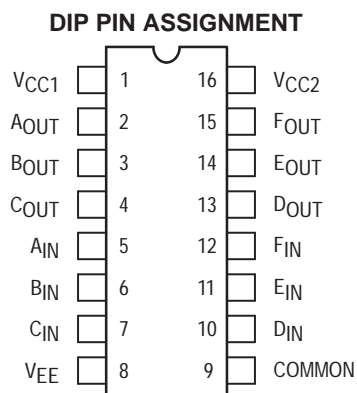 DIP PIN ASSIGNMENT
VCC1 1 16 VCC2
AOUT 2 15 FOUT
BOUT 3 14 EOUT
COUT 4 13 DOUT
AIN 5 12 FIN
BIN 6 11 EIN
CIN 7 10 DIN
VEE 8 9 COMMON